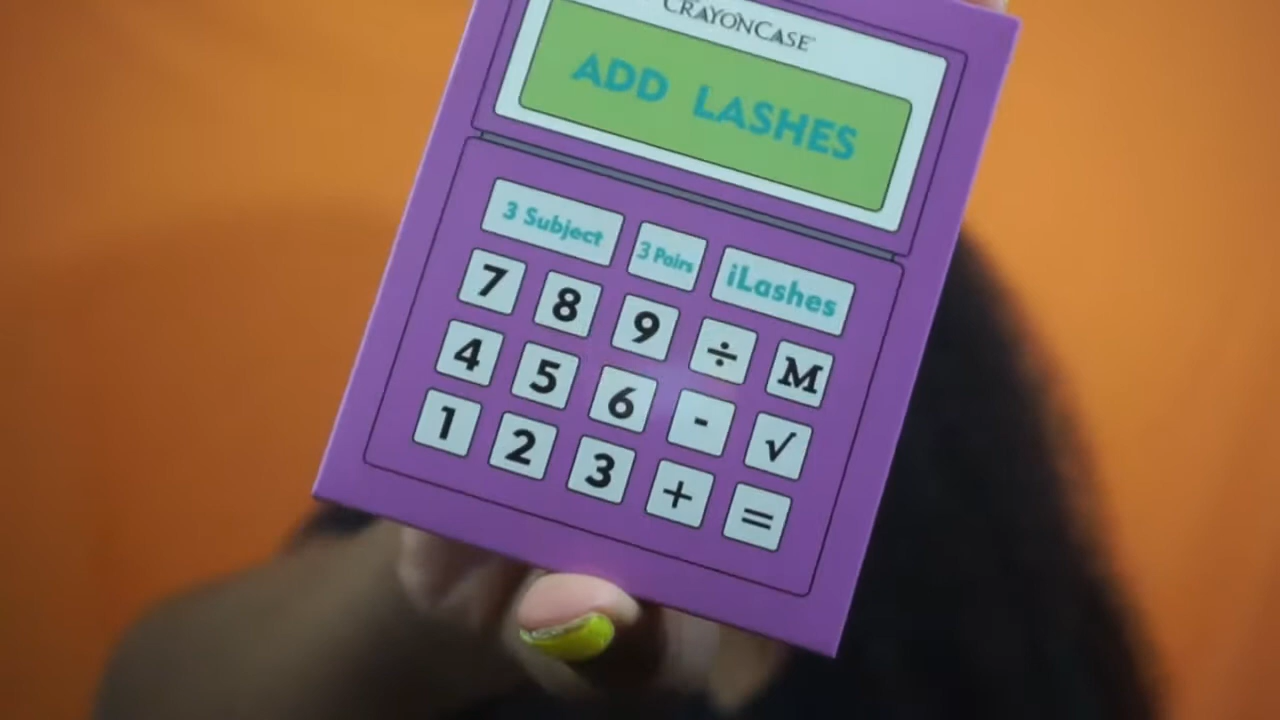 CRAYONCASE
ADD LASHES
3 Subject 3 Pairs iLashes
7 8 9 ÷ M
4 5 6 - √
1 2 3 + =